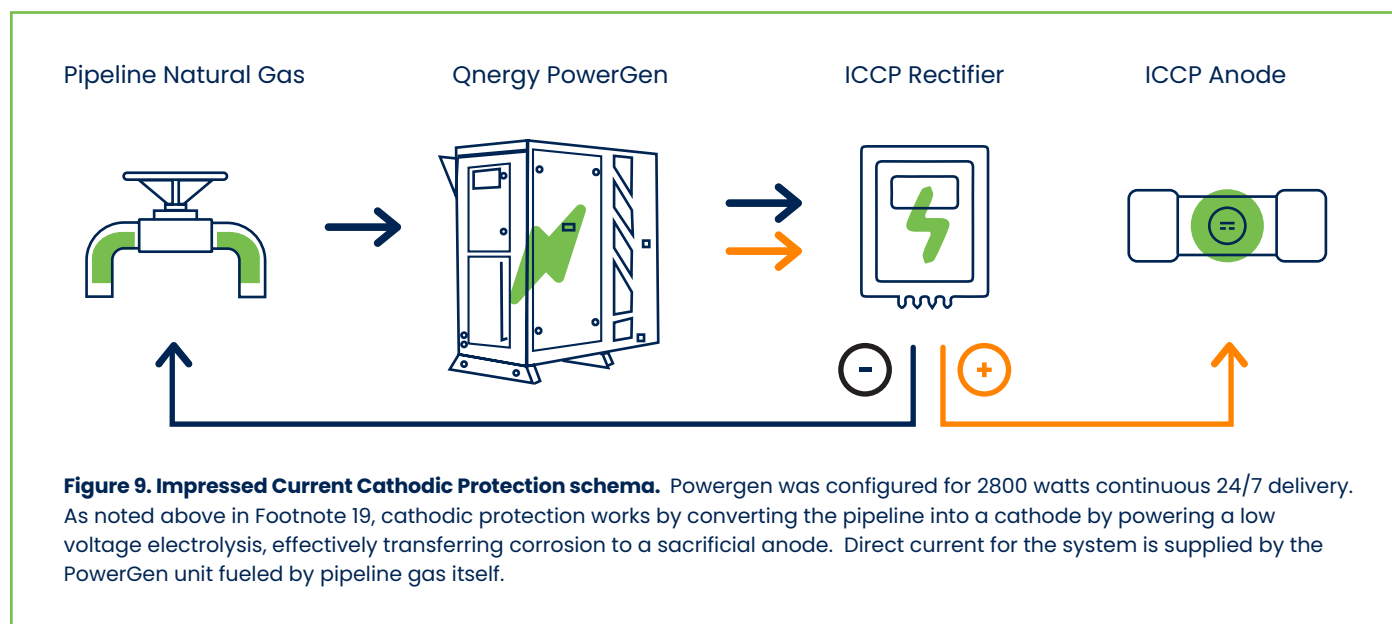 Pipeline Natural Gas
Qnergy PowerGen
ICCP Rectifier
ICCP Anode
-
+
Figure 9. Impressed Current Cathodic Protection schema. Powergen was configured for 2800 watts continuous 24/7 delivery.
As noted above in Footnote 19, cathodic protection works by converting the pipeline into a cathode by powering a low
voltage electrolysis, effectively transferring corrosion to a sacrificial anode. Direct current for the system is supplied by the
PowerGen unit fueled by pipeline gas itself.